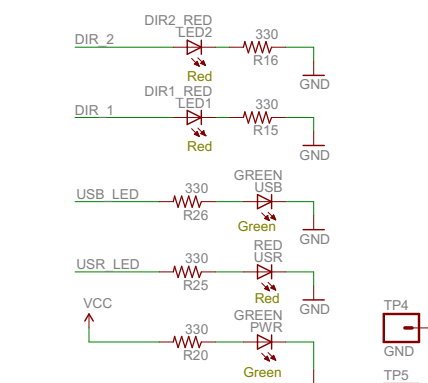 DIR2_RED
LED2
DIR_2
330
R16
Red
GND
DIR1_RED
LED1
DIR_1
330
R15
Red
GND
GREEN
USB
USB_LED
330
R26
Green
GND
RED
USR
USR_LED
330
R25
Red
GND
VCC
GREEN
PWR
330
R20
Green
TP4
GND
TP5